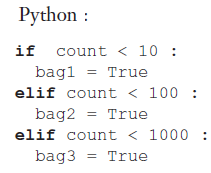 Python :
if  count < 10 :
  bag1 = True
elif count < 100 :
  bag2 = True
elif count < 1000 :
  bag3 = True